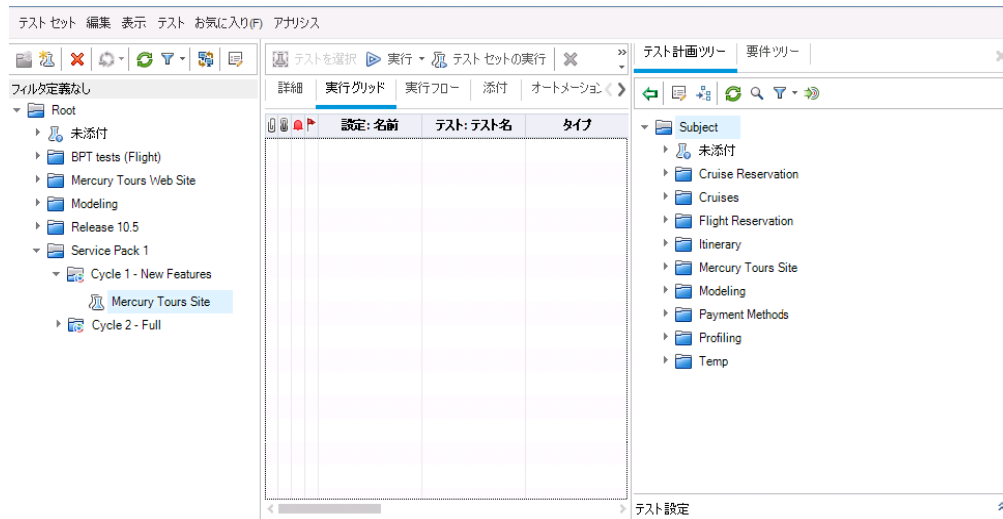 テスト セット 編集 表示 テスト お気に入り(F) アナリシス
テストを選択 実行 テスト セットの実行
フィルタ定義なし
Root
未添付
BPT tests (Flight)
Mercury Tours Web Site
Modeling
Release 10.5
Service Pack 1
Cycle 1 - New Features
Mercury Tours Site
Cycle 2 - Full
詳細 実行グリッド 実行フロー 添付 オートメーション
設定: 名前 テスト: テスト名 タイプ
テスト計画ツリー 要件ツリー
Subject
未添付
Cruise Reservation
Cruises
Flight Reservation
Itinerary
Mercury Tours Site
Modeling
Payment Methods
Profiling
Temp
テスト設定